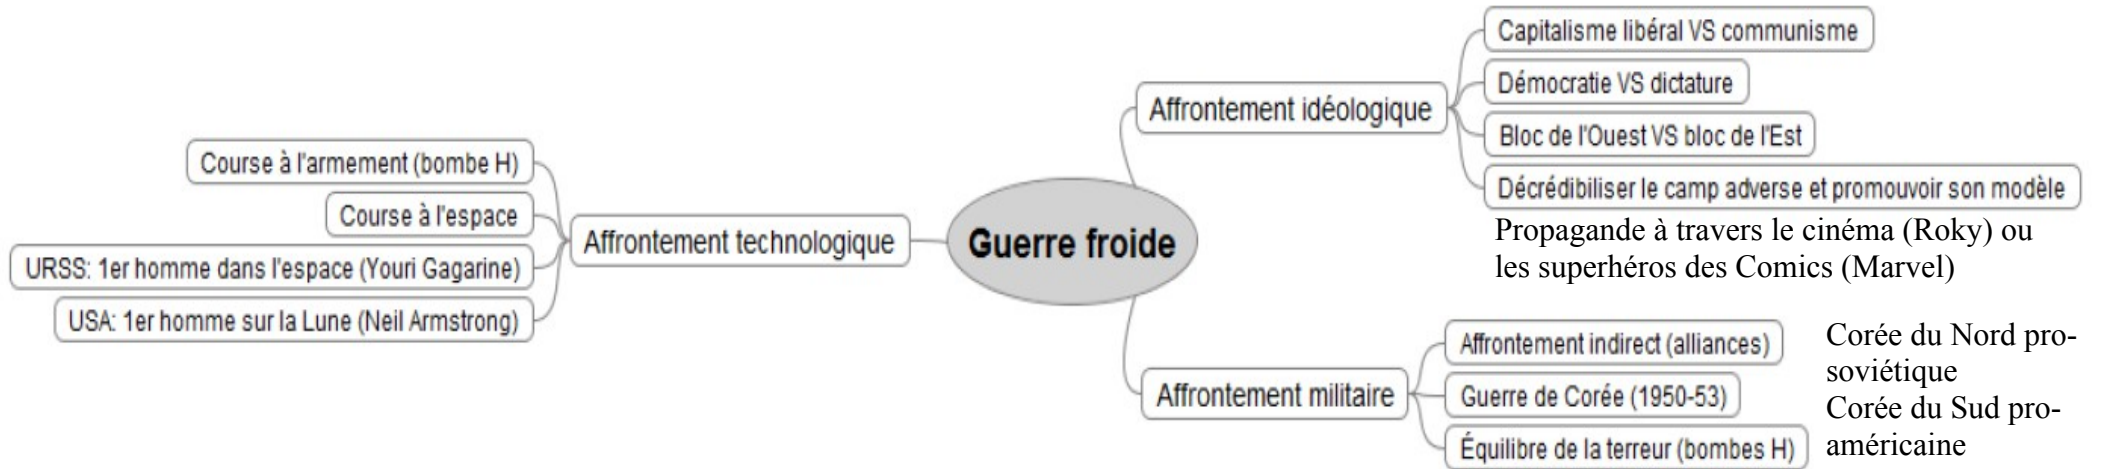 Guerre froide
Affrontement technologique
Course à l'armement (bombe H)
Course à l'espace
URSS: 1er homme dans l'espace (Youri Gagarine)
USA: 1er homme sur la Lune (Neil Armstrong)
Affrontement idéologique
Capitalisme libéral VS communisme
Démocratie VS dictature
Bloc de l'Ouest VS bloc de l'Est
Décrédibiliser le camp adverse et promouvoir son modèle
Propagande à travers le cinéma (Roky) ou
les superhéros des Comics (Marvel)
Affrontement militaire
Affrontement indirect (alliances)
Guerre de Corée (1950-53)
Équilibre de la terreur (bombes H)
Corée du Nord pro-
soviétique
Corée du Sud pro-
américaine